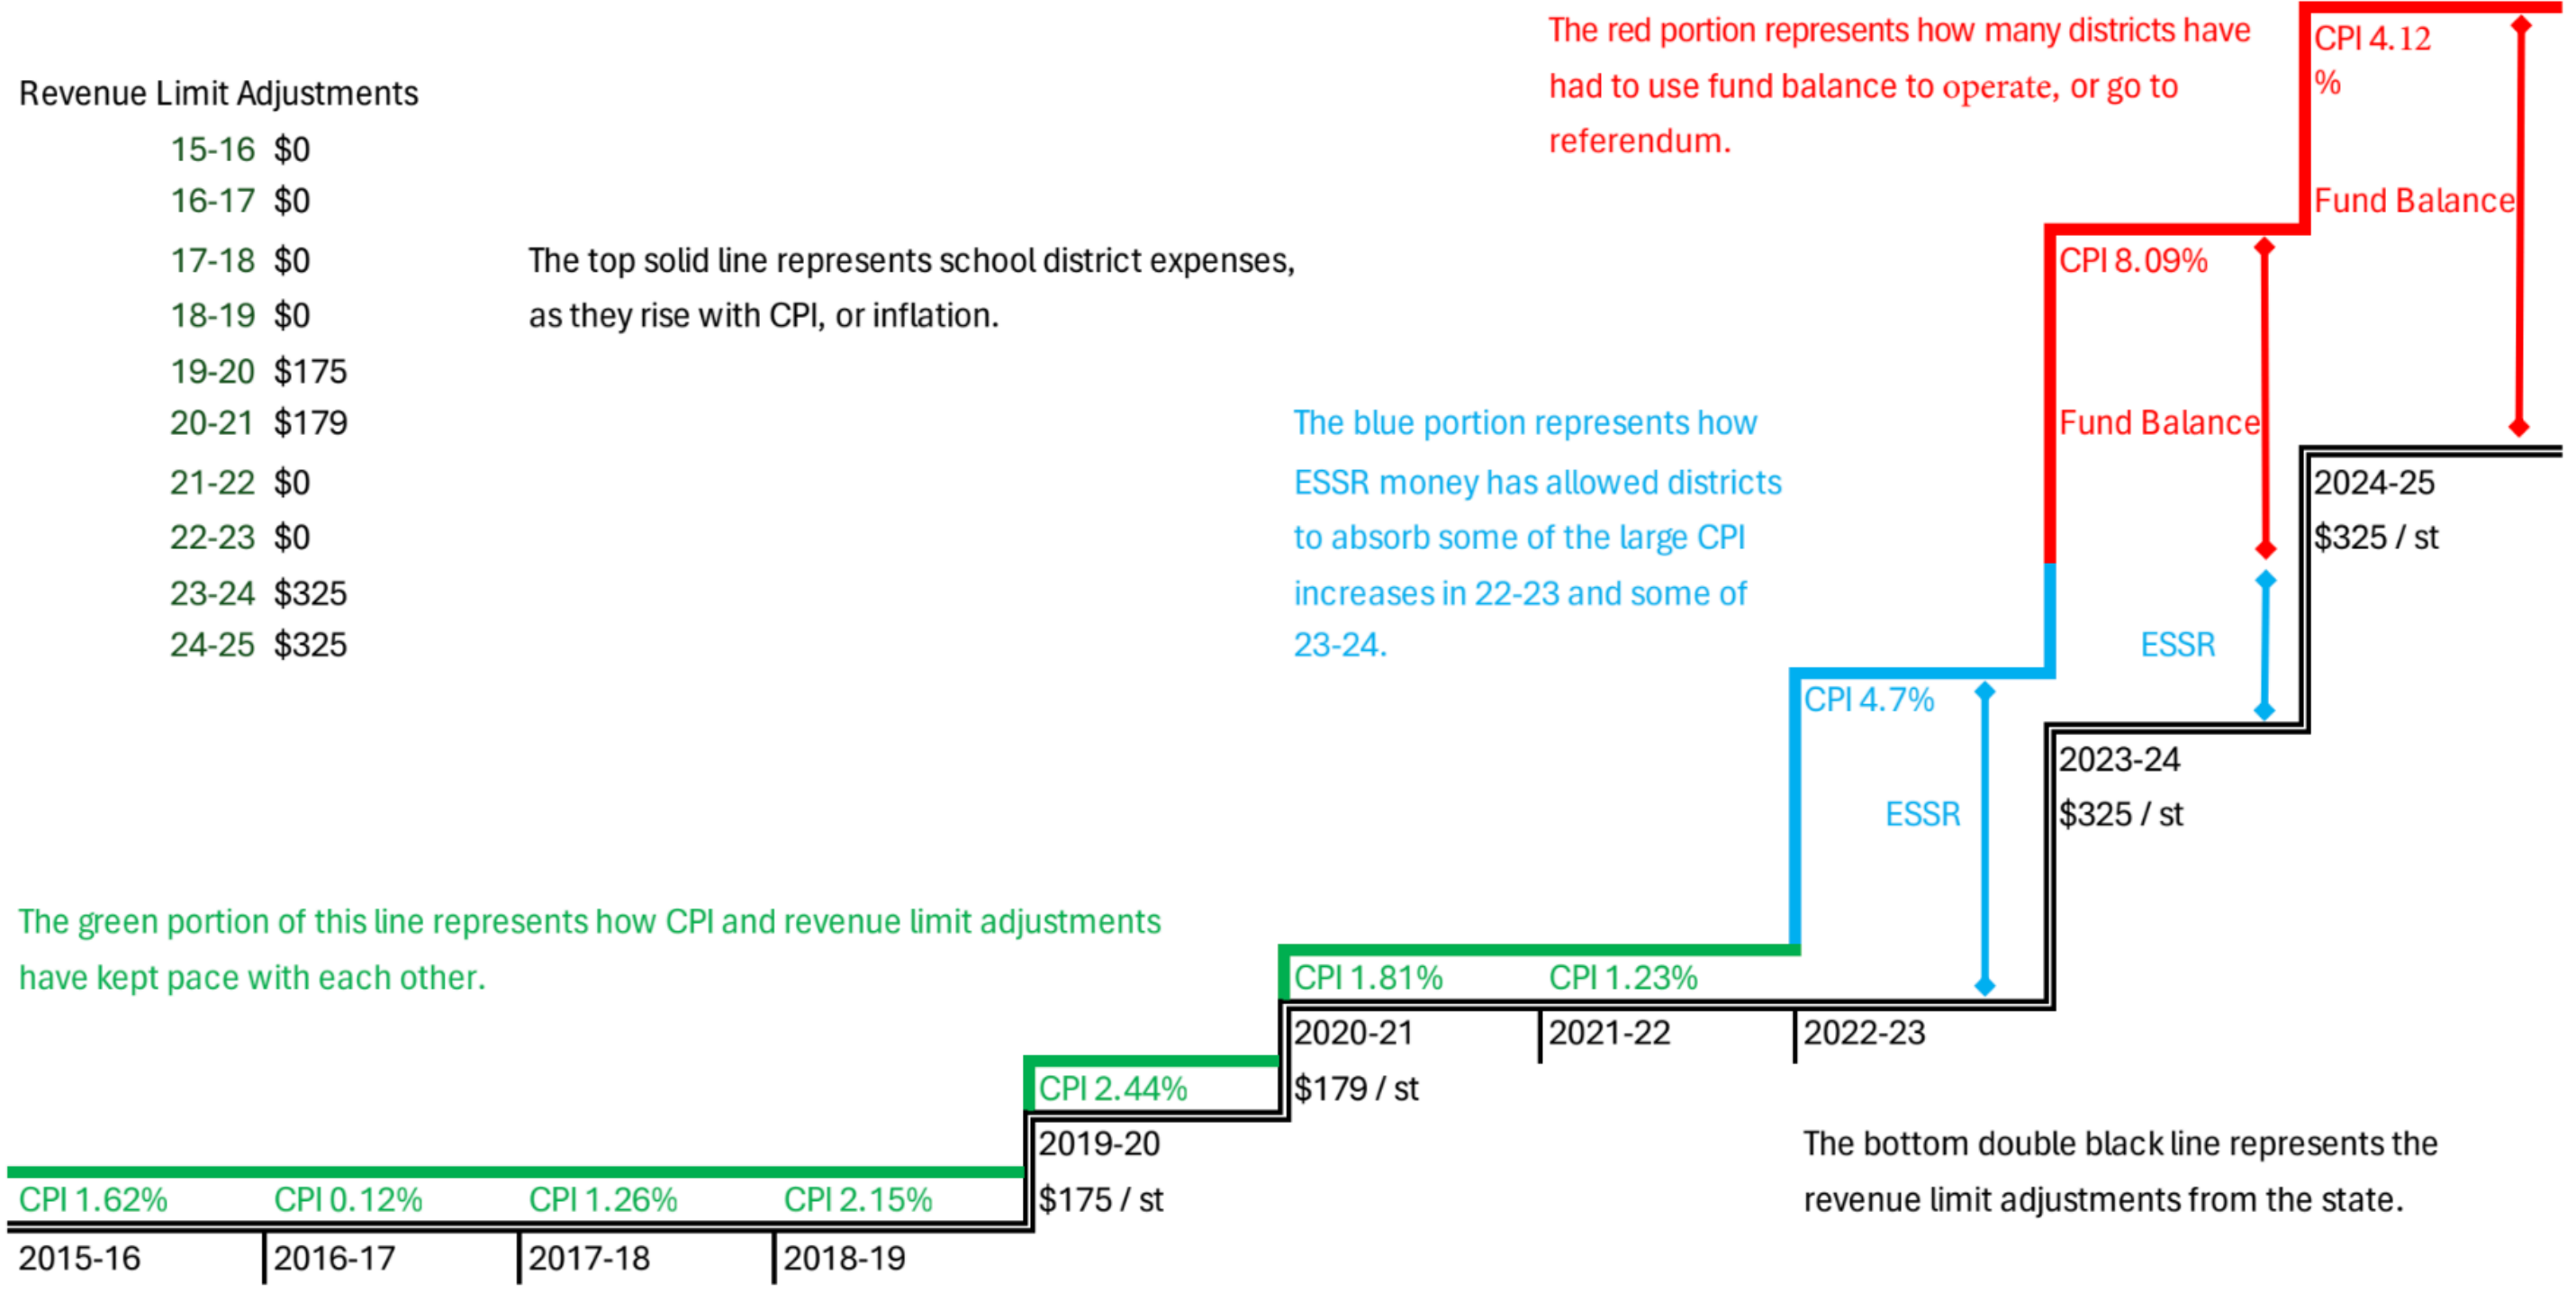 The red portion represents how many districts have
had to use fund balance to operate, or go to
referendum.
CPI 4.12
%
Fund Balance
Revenue Limit Adjustments
15-16 $0
16-17 $0
17-18 $0
18-19 $0
19-20 $175
20-21 $179
21-22 $0
22-23 $0
23-24 $325
24-25 $325
The top solid line represents school district expenses,
as they rise with CPI, or inflation.
CPI 8.09%
Fund Balance
The blue portion represents how
ESSR money has allowed districts
to absorb some of the large CPI
increases in 22-23 and some of
23-24.
2024-25
$325 / st
ESSR
CPI 4.7%
ESSR
2023-24
$325 / st
The green portion of this line represents how CPI and revenue limit adjustments
have kept pace with each other.
CPI 1.81%
CPI 1.23%
2020-21
2021-22
2022-23
$179 / st
CPI 2.44%
2019-20
$175 / st
The bottom double black line represents the
revenue limit adjustments from the state.
CPI 1.62%
CPI 0.12%
CPI 1.26%
CPI 2.15%
2015-16
2016-17
2017-18
2018-19